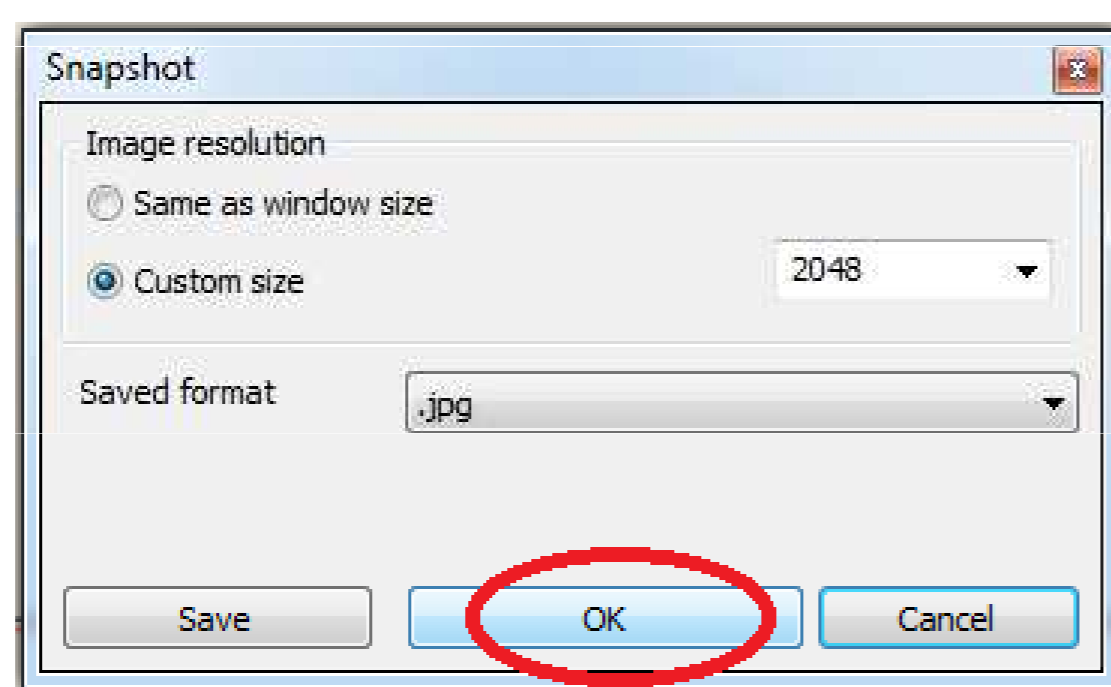 Snapshot
Image resolution
Same as window size
Custom size 2048
Saved format .jpg
Save OK Cancel